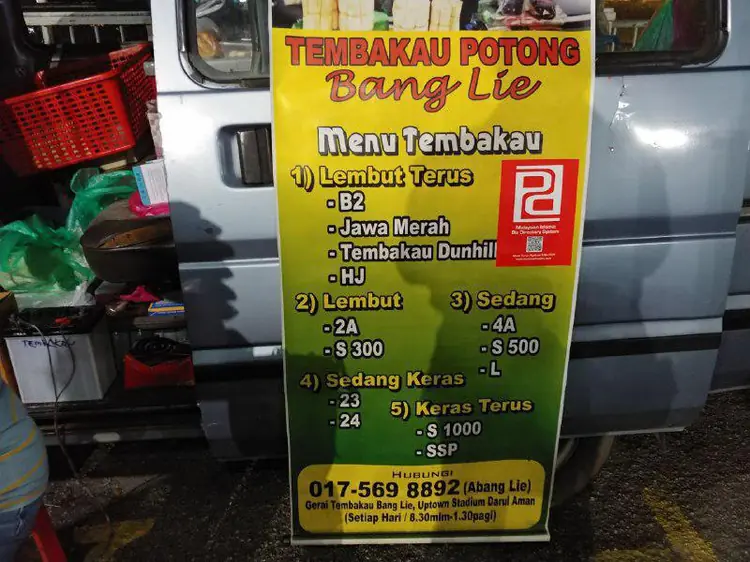 TEMBAKAU POTONG
Bang Lie
Menu Tembakau
1) Lembut Terus
- B2
- Jawa Merah
- Tembakau Dunhill
- HJ
2) Lembut
- 2A
- S 300
3) Sedang
- 4A
- S 500
- L
4) Sedang Keras
- 23
- 24
5) Keras Terus
- S 1000
- SSP
HUBUNGI
017-569 8892 (Abang Lie)
Gerai Tembakau Bang Lie, Uptown Stadium Darul Aman
(Setiap Hari / 8.30mlm-1.30pagi)
TEMBAKAU